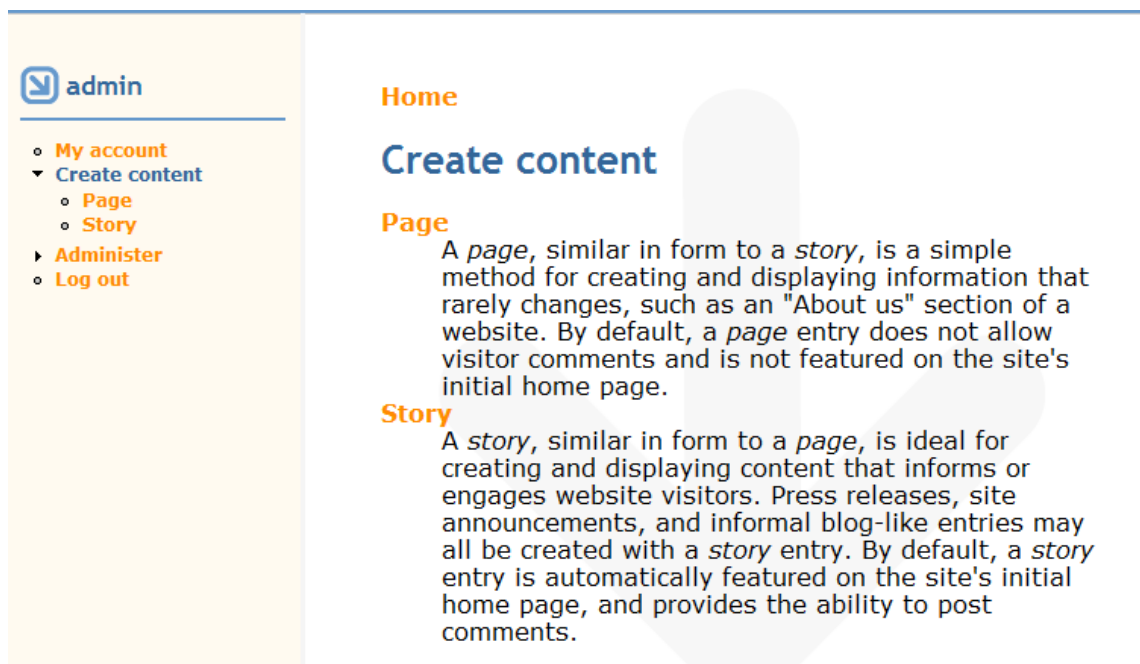 admin
My account
Create content
Page
Story
Administer
Log out
Home
Create content
Page
A page, similar in form to a story, is a simple
method for creating and displaying information that
rarely changes, such as an "About us" section of a
website. By default, a page entry does not allow
visitor comments and is not featured on the site's
initial home page.
Story
A story, similar in form to a page, is ideal for
creating and displaying content that informs or
engages website visitors. Press releases, site
announcements, and informal blog-like entries may
all be created with a story entry. By default, a story
entry is automatically featured on the site's initial
home page, and provides the ability to post
comments.